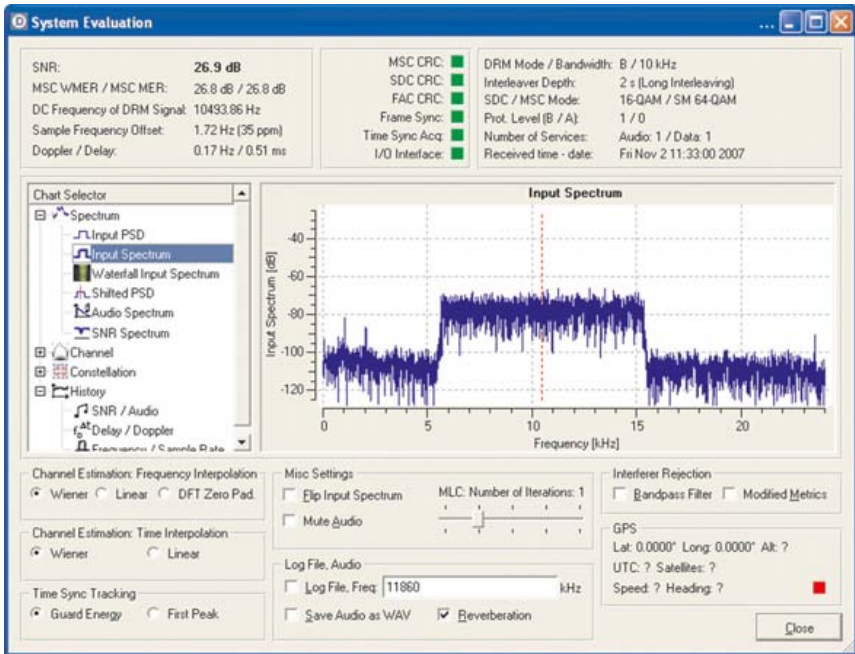 System Evaluation
SNR: 26.9 dB
MSC WMER / MSC MER: 26.8 dB / 26.8 dB
DC Frequency of DRM Signal: 10493.86 Hz
Sample Frequency Offset: 1.72 Hz (35 ppm)
Doppler / Delay: 0.17 Hz / 0.51 ms
MSC CRC:
SDC CRC:
FAC CRC:
Frame Sync:
Time Sync Acq:
I/O Interface:
DRM Mode / Bandwidth: B / 10 kHz
Interleaver Depth: 2 s (Long Interleaving)
SDC / MSC Mode: 16-QAM / SM 64-QAM
Prot. Level (B / A): 1 / 0
Number of Services: Audio: 1 / Data: 1
Received time - date: Fri Nov 2 11:33:00 2007
Chart Selector
Spectrum
Input PSD
Input Spectrum
Waterfall Input Spectrum
Shifted PSD
Audio Spectrum
SNR Spectrum
Channel
Constellation
History
SNR / Audio
Delay / Doppler
Frequency / Sample Rate
Input Spectrum
Input Spectrum [dB]
-40
-60
-80
-100
-120
0 5 10 15 20
Frequency [kHz]
Channel Estimation: Frequency Interpolation
Wiener Linear DFT Zero Pad.
Channel Estimation: Time Interpolation
Wiener Linear
Time Sync Tracking
Guard Energy First Peak
Misc Settings
Flip Input Spectrum
Mute Audio
MLC: Number of Iterations: 1
Log File, Audio
Log File, Freq: 11860 kHz
Save Audio as WAV Reverberation
Interferer Rejection
Bandpass Filter Modified Metrics
GPS
Lat: 0.0000° Long: 0.0000° Alt: ?
UTC: ? Satellites: ?
Speed: ? Heading: ?
Close